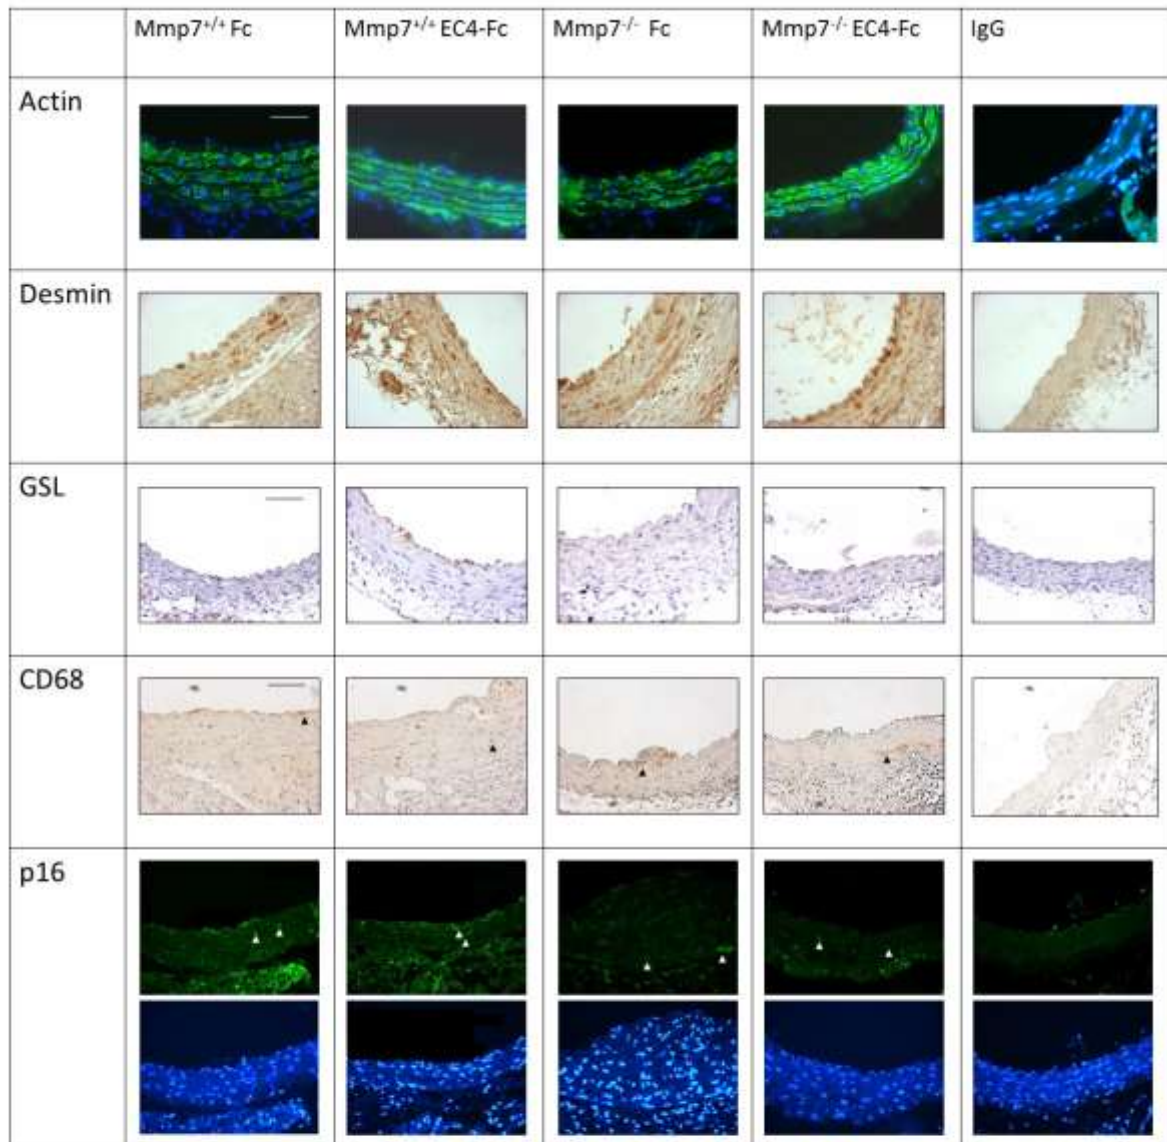 Mmp7+/+ Fc Mmp7+/+ EC4-Fc Mmp7-/- Fc Mmp7-/- EC4-Fc IgG
Actin
Desmin
GSL
CD68
p16